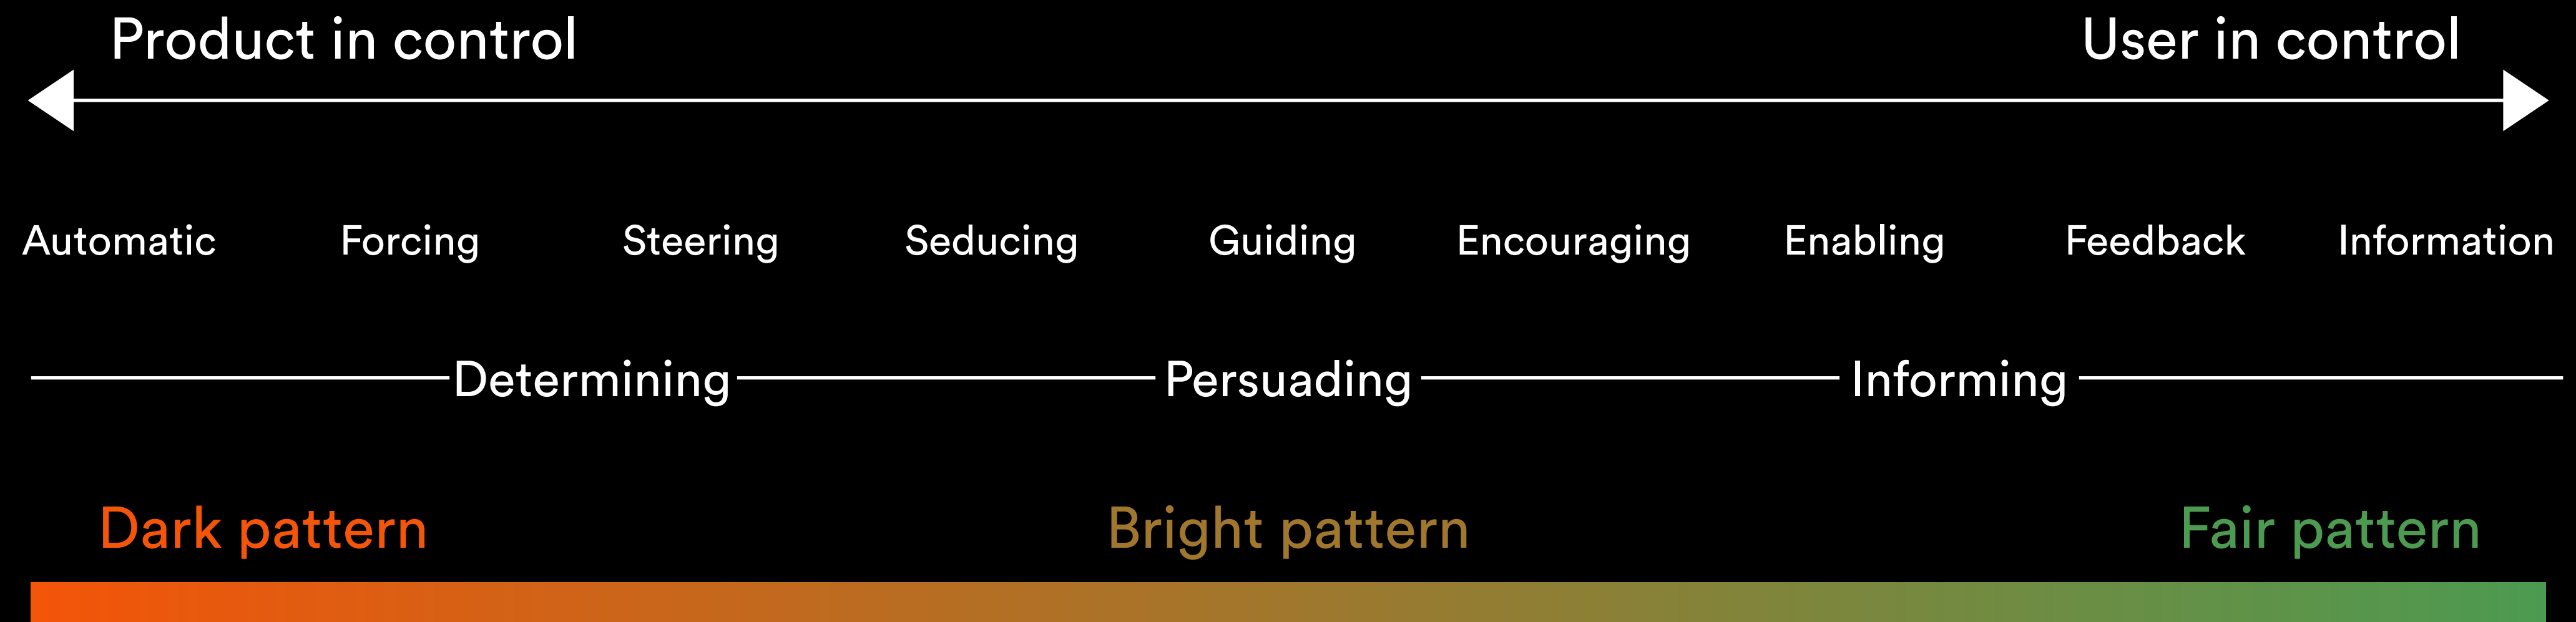 Product in control User in control
Automatic Forcing Steering Seducing Guiding Encouraging Enabling Feedback Information
Determining Persuading Informing
Dark pattern Bright pattern Fair pattern